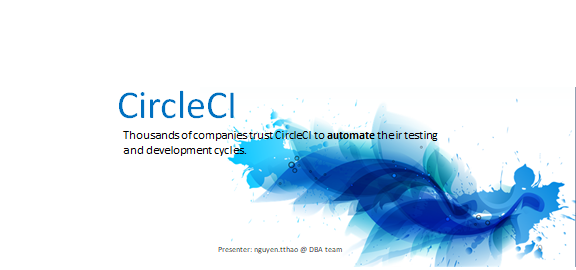 CircleCI
Thousands of companies trust CircleCI to automate their testing
and development cycles.
Presenter: nguyen.tthao @ DBA team